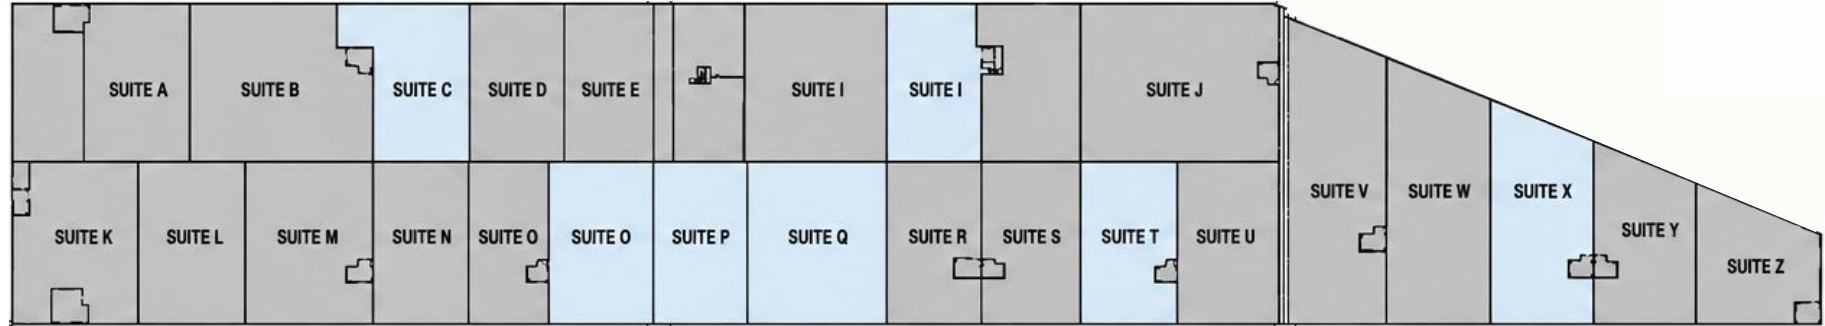 SUITE A
SUITE B
SUITE C
SUITE D
SUITE E
SUITE I
SUITE I
SUITE J
SUITE K
SUITE L
SUITE M
SUITE N
SUITE O
SUITE O
SUITE P
SUITE Q
SUITE R
SUITE S
SUITE T
SUITE U
SUITE V
SUITE W
SUITE X
SUITE Y
SUITE Z